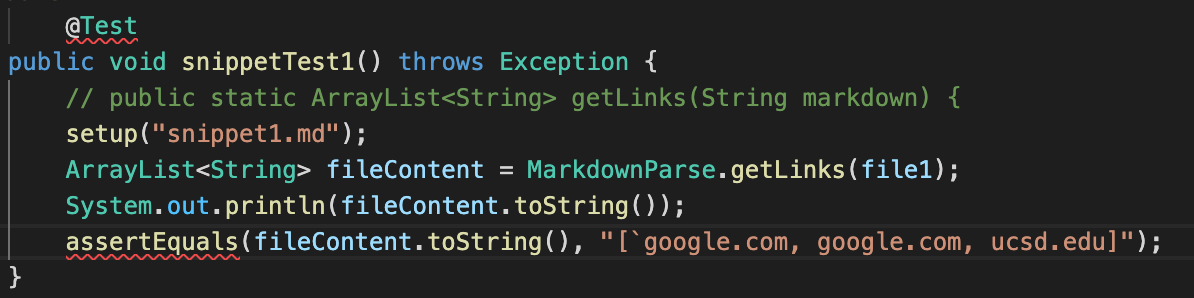 @Test
public void snippetTest1() throws Exception {
// public static ArrayList<String> getLinks(String markdown) {
setup("snippet1.md");
ArrayList<String> fileContent = MarkdownParse.getLinks(file1);
System.out.println(fileContent.toString());
assertEquals(fileContent.toString(), "[`google.com, google.com, ucsd.edu]");
}